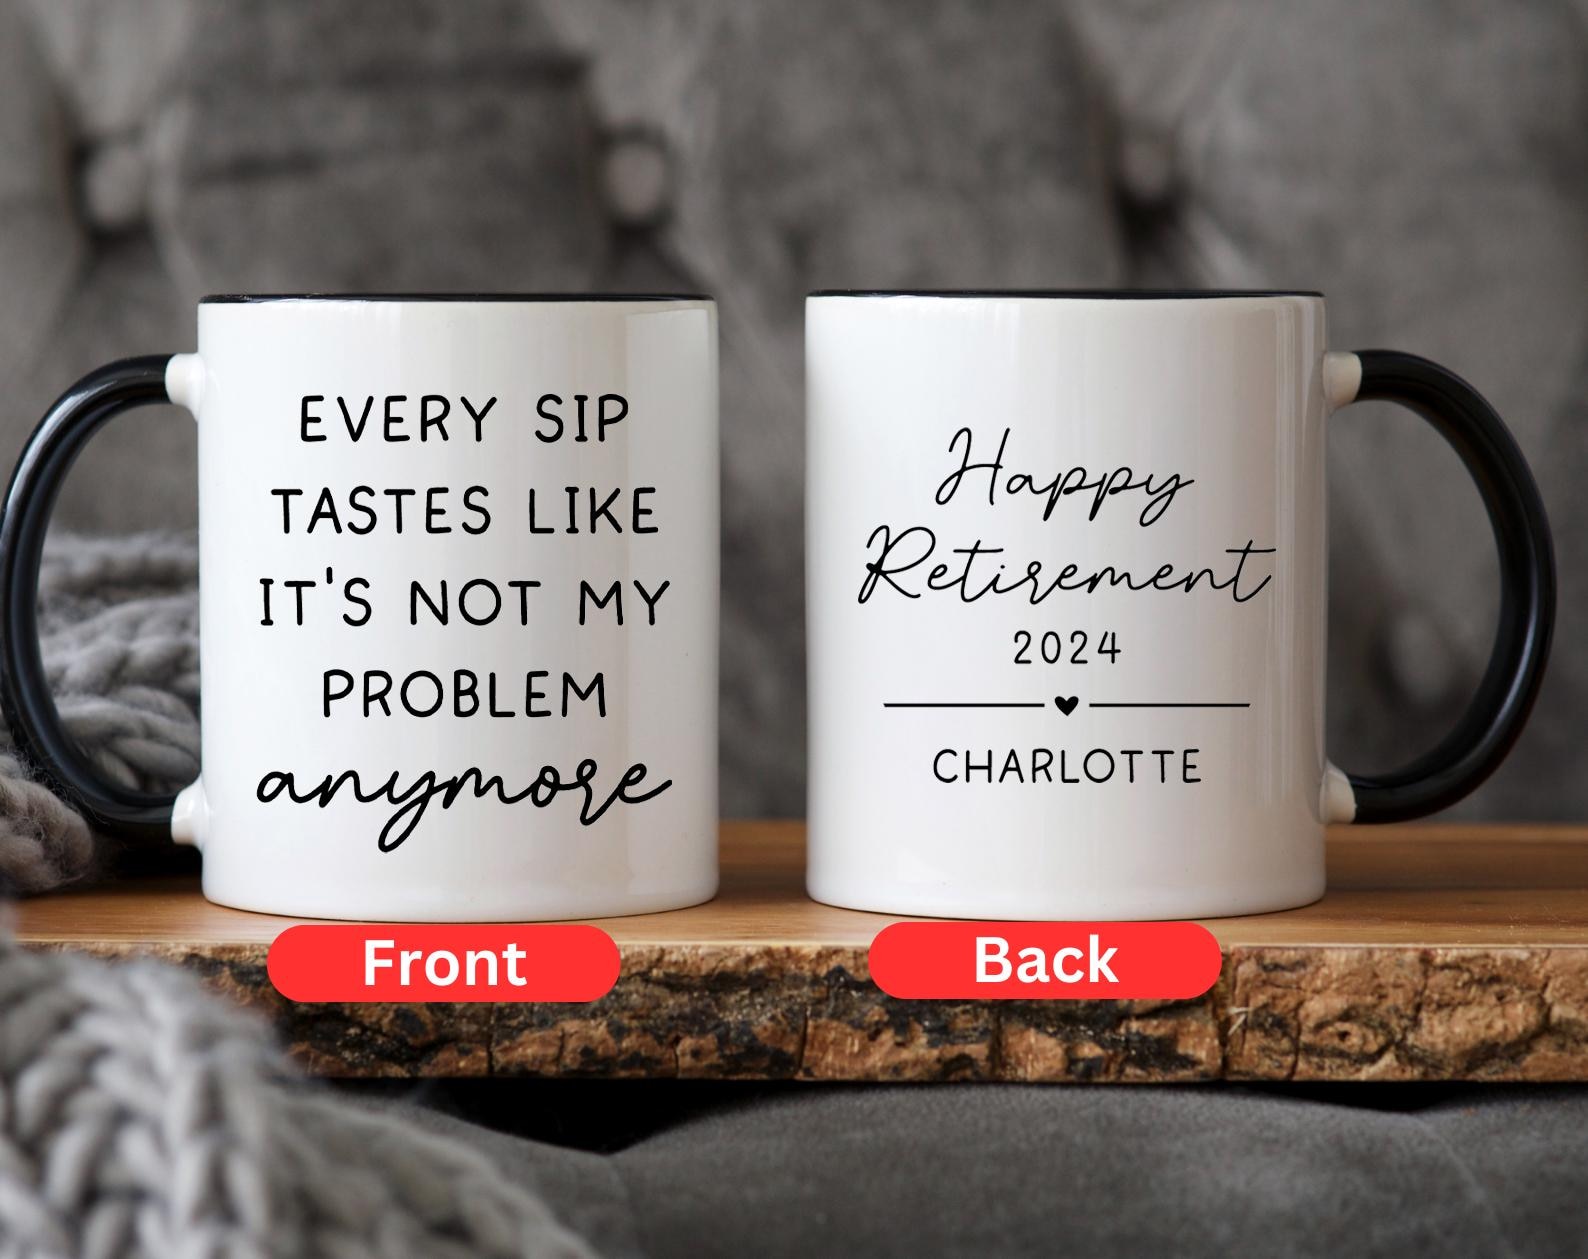 EVERY SIP
TASTES LIKE
IT'S NOT MY
PROBLEM
anymore
Front
Happy
Retirement
2024
CHARLOTTE
Back